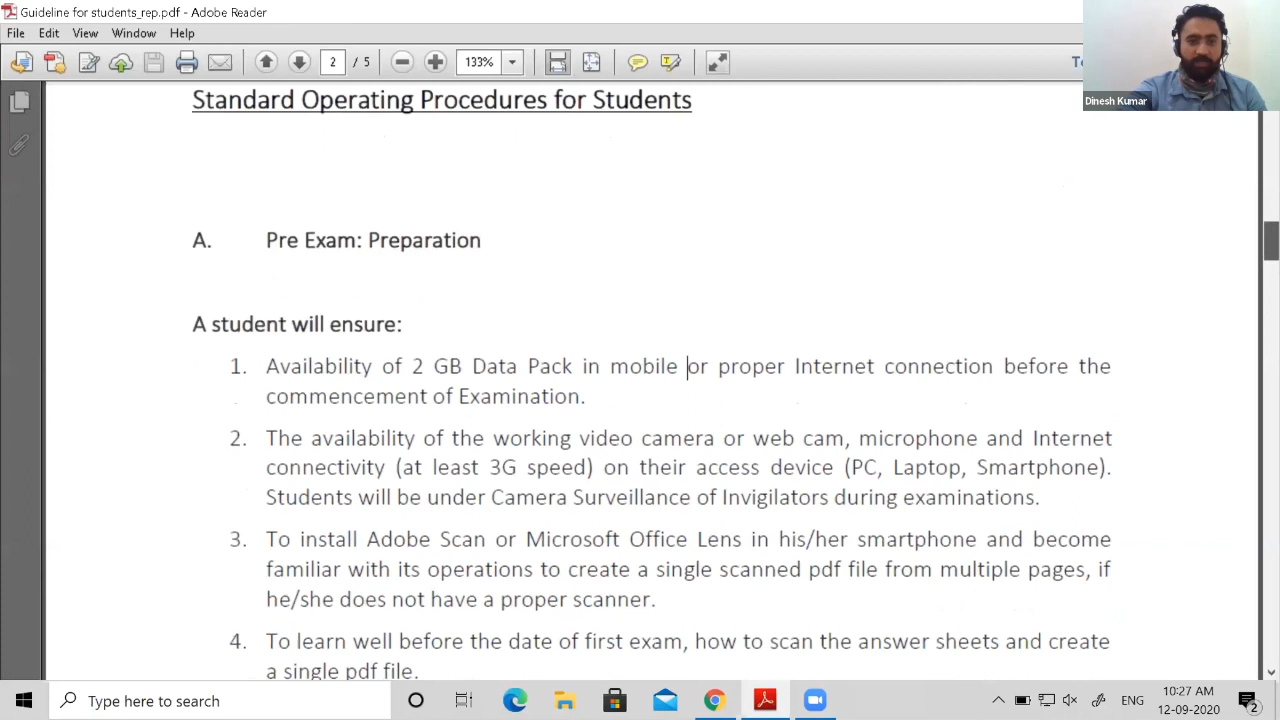 Guideline for students_rep.pdf - Adobe Reader
File Edit View Window Help
2 / 5 133%
Dinesh Kumar
Standard Operating Procedures for Students
A. Pre Exam: Preparation
A student will ensure:
1. Availability of 2 GB Data Pack in mobile or proper Internet connection before the
commencement of Examination.
2. The availability of the working video camera or web cam, microphone and Internet
connectivity (at least 3G speed) on their access device (PC, Laptop, Smartphone).
Students will be under Camera Surveillance of Invigilators during examinations.
3. To install Adobe Scan or Microsoft Office Lens in his/her smartphone and become
familiar with its operations to create a single scanned pdf file from multiple pages, if
he/she does not have a proper scanner.
4. To learn well before the date of first exam, how to scan the answer sheets and create
a single pdf file.
Type here to search
ENG
10:27 AM
12-09-2020
2